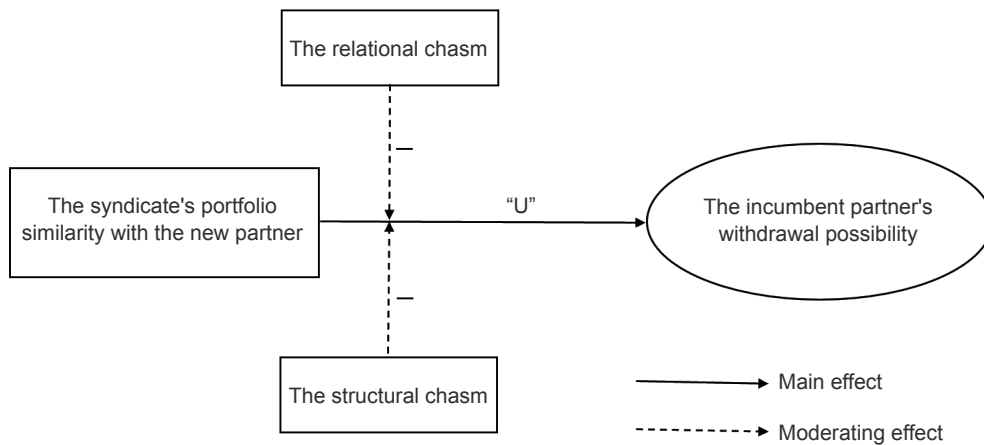 The relational chasm
—
The syndicate's portfolio
similarity with the new partner
“U”
The incumbent partner's
withdrawal possibility
—
The structural chasm
Main effect
Moderating effect